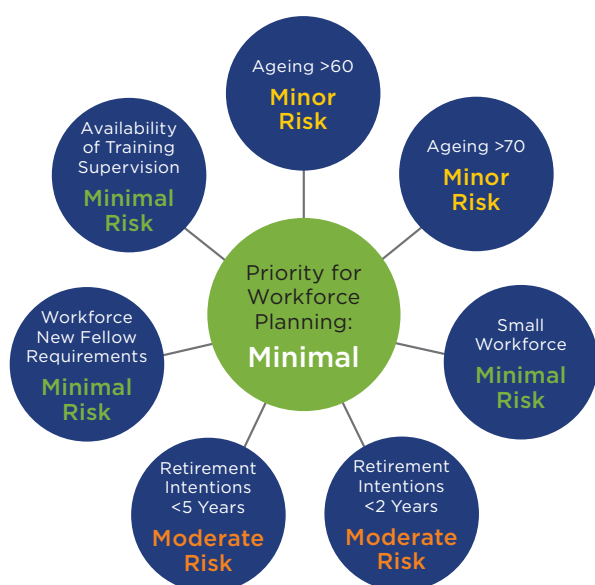 Ageing >60
Minor
Risk
Ageing >70
Minor
Risk
Small
Workforce
Minimal
Risk
Retirement
Intentions
<2 Years
Moderate
Risk
Retirement
Intentions
<5 Years
Moderate
Risk
Workforce
New Fellow
Requirements
Minimal
Risk
Availability
of Training
Supervision
Minimal
Risk
Priority for
Workforce
Planning:
Minimal